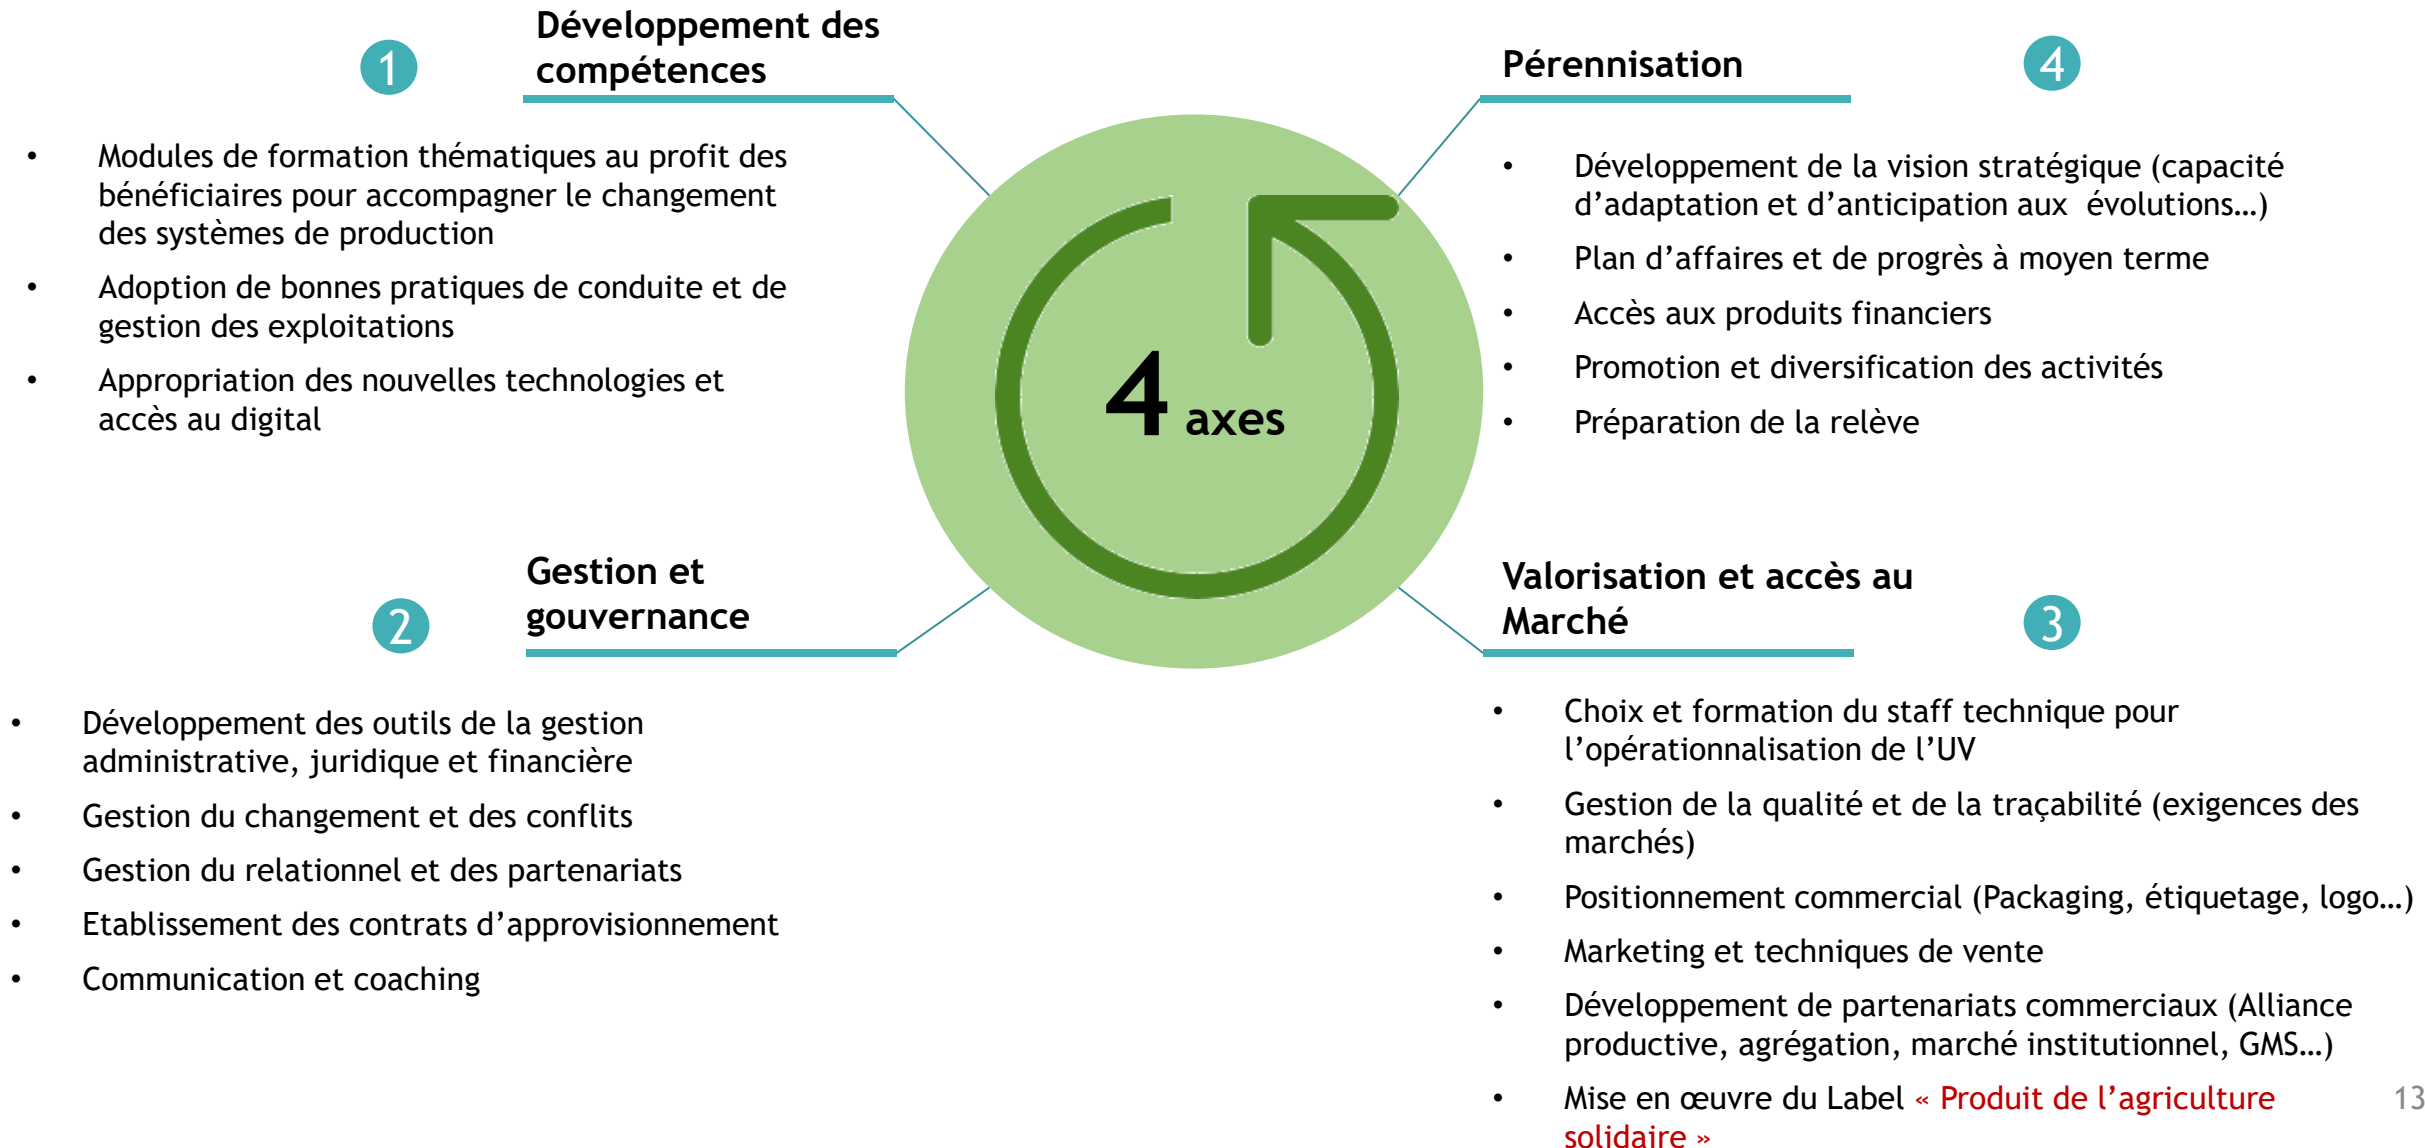 1
Développement des
compétences
• Modules de formation thématiques au profit des
bénéficiaires pour accompagner le changement
des systèmes de production
• Adoption de bonnes pratiques de conduite et de
gestion des exploitations
• Appropriation des nouvelles technologies et
accès au digital
2
Gestion et
gouvernance
• Développement des outils de la gestion
administrative, juridique et financière
• Gestion du changement et des conflits
• Gestion du relationnel et des partenariats
• Etablissement des contrats d’approvisionnement
• Communication et coaching
4 axes
Pérennisation
4
• Développement de la vision stratégique (capacité
d’adaptation et d’anticipation aux  évolutions…)
• Plan d’affaires et de progrès à moyen terme
• Accès aux produits financiers
• Promotion et diversification des activités
• Préparation de la relève
Valorisation et accès au
Marché
3
• Choix et formation du staff technique pour
l’opérationnalisation de l’UV
• Gestion de la qualité et de la traçabilité (exigences des
marchés)
• Positionnement commercial (Packaging, étiquetage, logo…)
• Marketing et techniques de vente
• Développement de partenariats commerciaux (Alliance
productive, agrégation, marché institutionnel, GMS…)
• Mise en œuvre du Label « Produit de l’agriculture
solidaire »
13